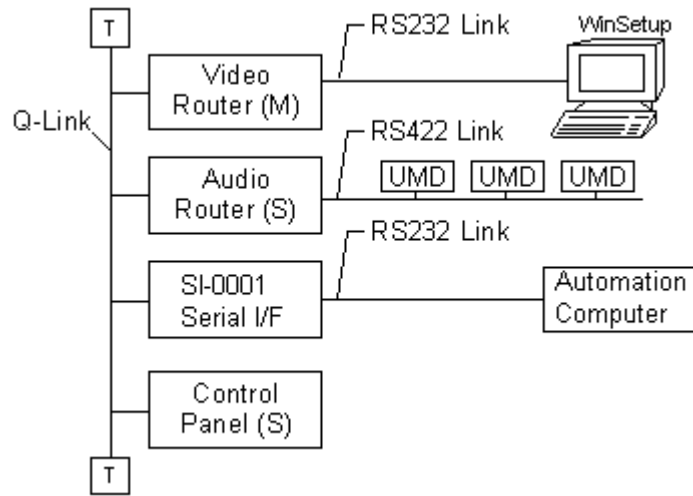 T
RS232 Link
WinSetup
Video
Router (M)
Q-Link
RS422 Link
Audio
Router (S)
UMD
UMD
UMD
RS232 Link
SI-0001
Serial I/F
Automation
Computer
Control
Panel (S)
T